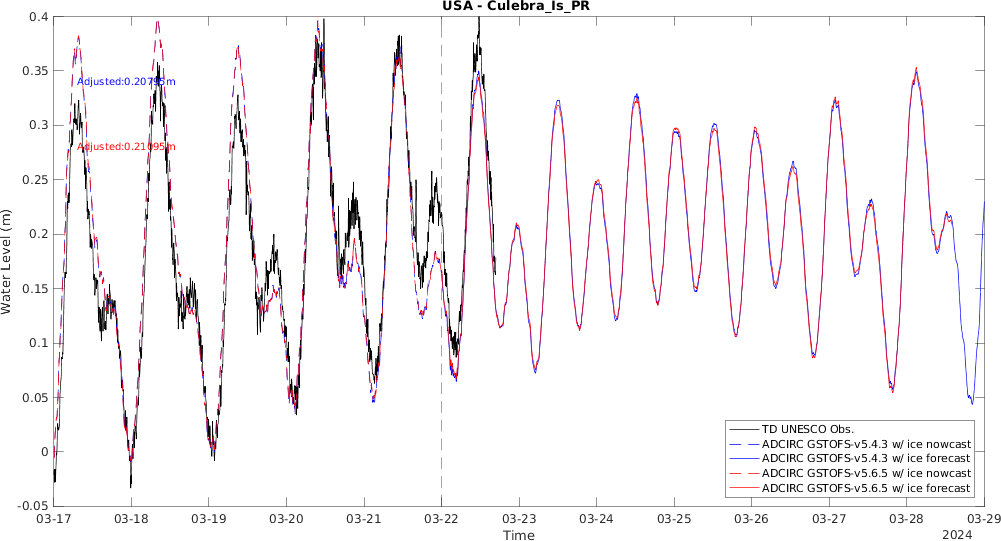 USA - Culebra_Is_PR
0.4
0.35
0.3
0.25
0.2
0.15
0.1
0.05
0
-0.05
Water Level (m)
Adjusted:0.20795m
Adjusted:0.21095m
TD UNESCO Obs.
ADCIRC GSTOFS-v5.4.3 w/ ice nowcast
ADCIRC GSTOFS-v5.4.3 w/ ice forecast
ADCIRC GSTOFS-v5.6.5 w/ ice nowcast
ADCIRC GSTOFS-v5.6.5 w/ ice forecast
03-17 03-18 03-19 03-20 03-21 03-22 03-23 03-24 03-25 03-26 03-27 03-28 03-29
Time
2024